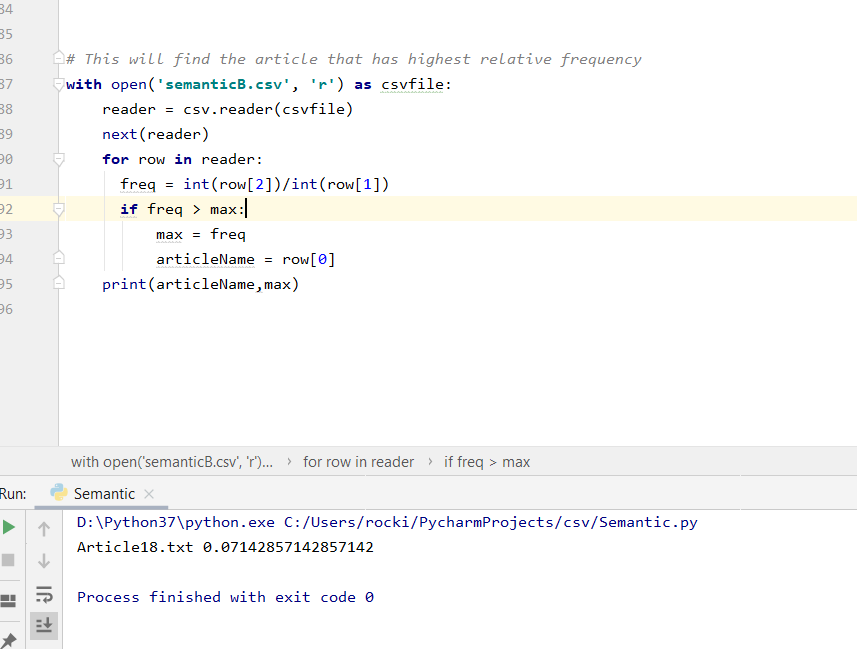 84
85
86 # This will find the article that has highest relative frequency
87 with open('semanticB.csv', 'r') as csvfile:
88     reader = csv.reader(csvfile)
89     next(reader)
90     for row in reader:
91       freq = int(row[2])/int(row[1])
92       if freq > max:
93           max = freq
94           articleName = row[0]
95     print(articleName,max)
96
with open('semanticB.csv', 'r')... › for row in reader › if freq > max
Run: Semantic ×
D:\Python37\python.exe C:/Users/rocki/PycharmProjects/csv/Semantic.py
Article18.txt 0.07142857142857142
Process finished with exit code 0